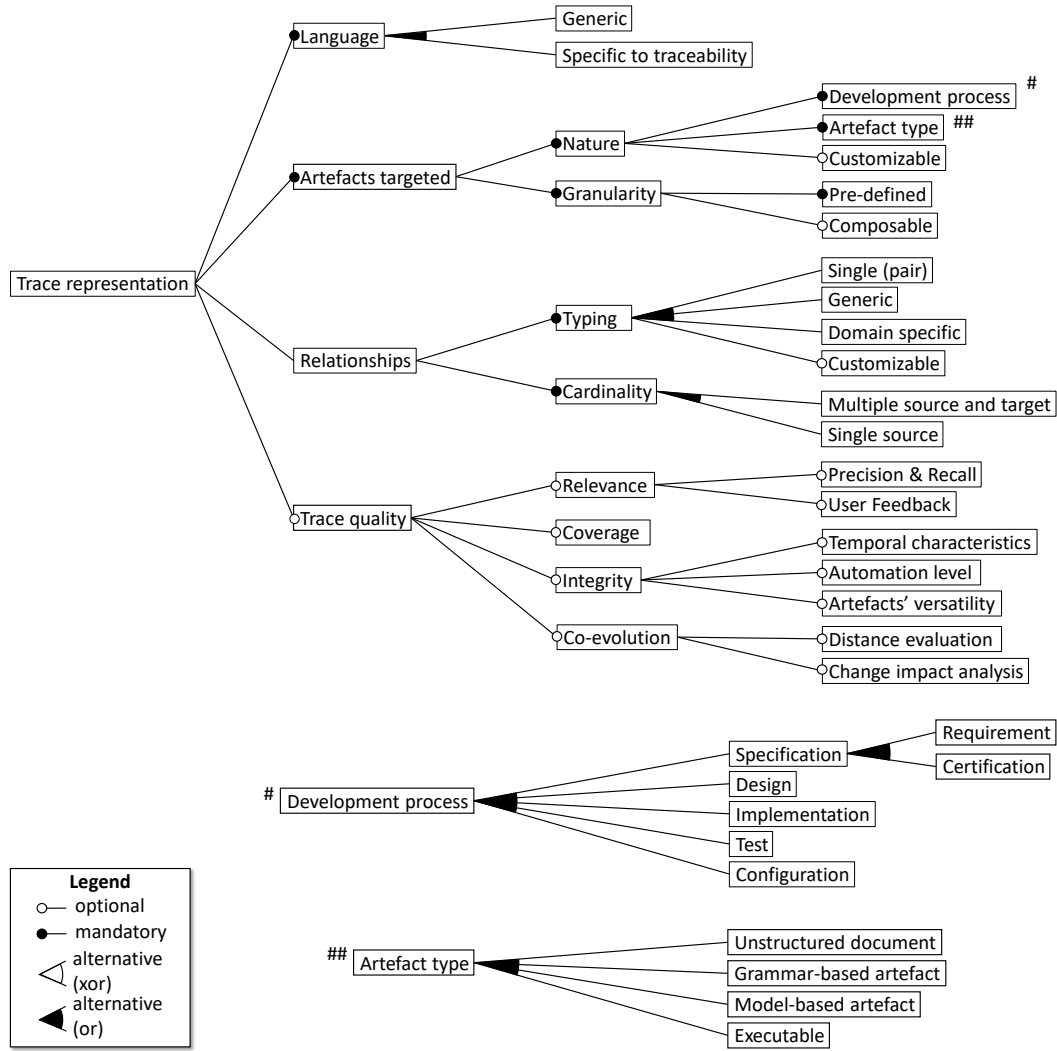 Generic
Language
Specific to traceability
Development process #
Artefact type ##
Nature
Customizable
Artefacts targeted
Granularity
Pre-defined
Composable
Trace representation
Single (pair)
Generic
Typing
Domain specific
Customizable
Relationships
Cardinality
Multiple source and target
Single source
Precision & Recall
Relevance
User Feedback
Trace quality
Coverage
Temporal characteristics
Integrity
Automation level
Artefacts’ versatility
Co-evolution
Distance evaluation
Change impact analysis
Requirement
Specification
Certification
# Development process
Design
Implementation
Test
Configuration
Legend
optional
mandatory
alternative
(xor)
alternative
(or)
## Artefact type
Unstructured document
Grammar-based artefact
Model-based artefact
Executable